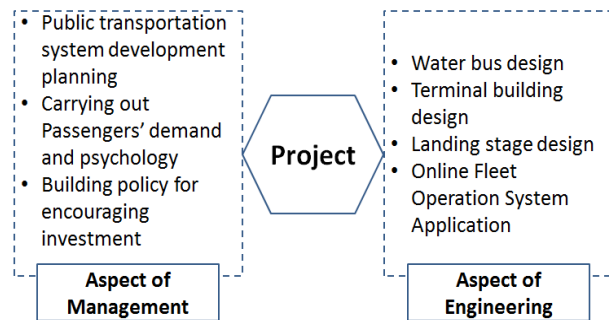 • Public transportation
system development
planning
• Carrying out
Passengers' demand
and psychology
• Building policy for
encouraging
investment
Aspect of
Management
Project
• Water bus design
• Terminal building
design
• Landing stage design
• Online Fleet
Operation System
Application
Aspect of
Engineering